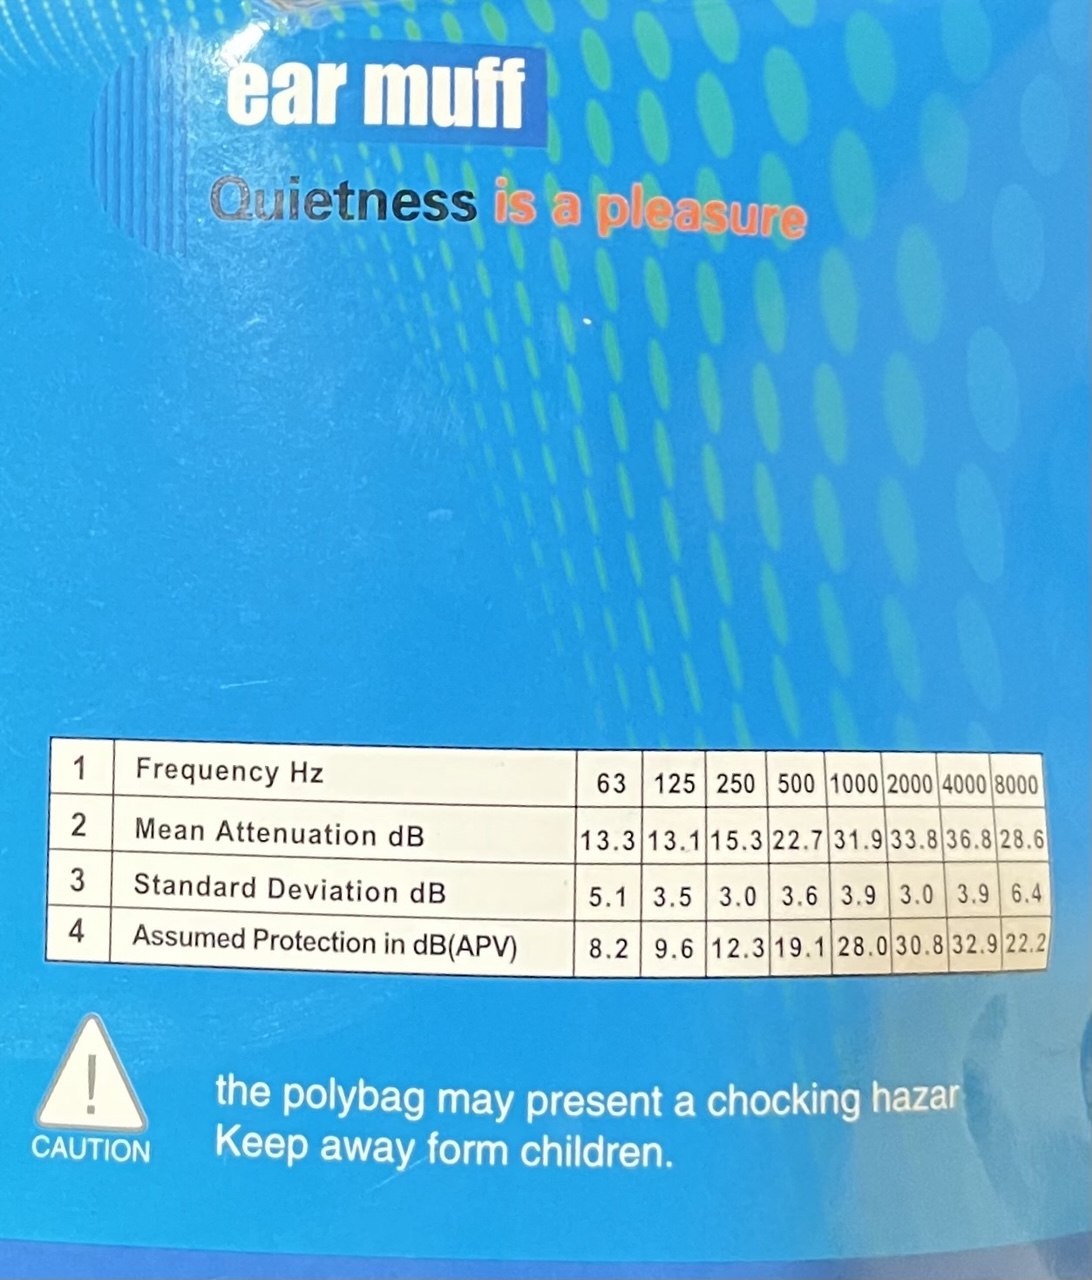 ear muff
Quietness is a pleasure
1 Frequency Hz 63 125 250 500 1000 2000 4000 8000
2 Mean Attenuation dB 13.3 13.1 15.3 22.7 31.9 33.8 36.8 28.6
3 Standard Deviation dB 5.1 3.5 3.0 3.6 3.9 3.0 3.9 6.4
4 Assumed Protection in dB(APV) 8.2 9.6 12.3 19.1 28.0 30.8 32.9 22.2
the polybag may present a chocking hazar
CAUTION Keep away form children.